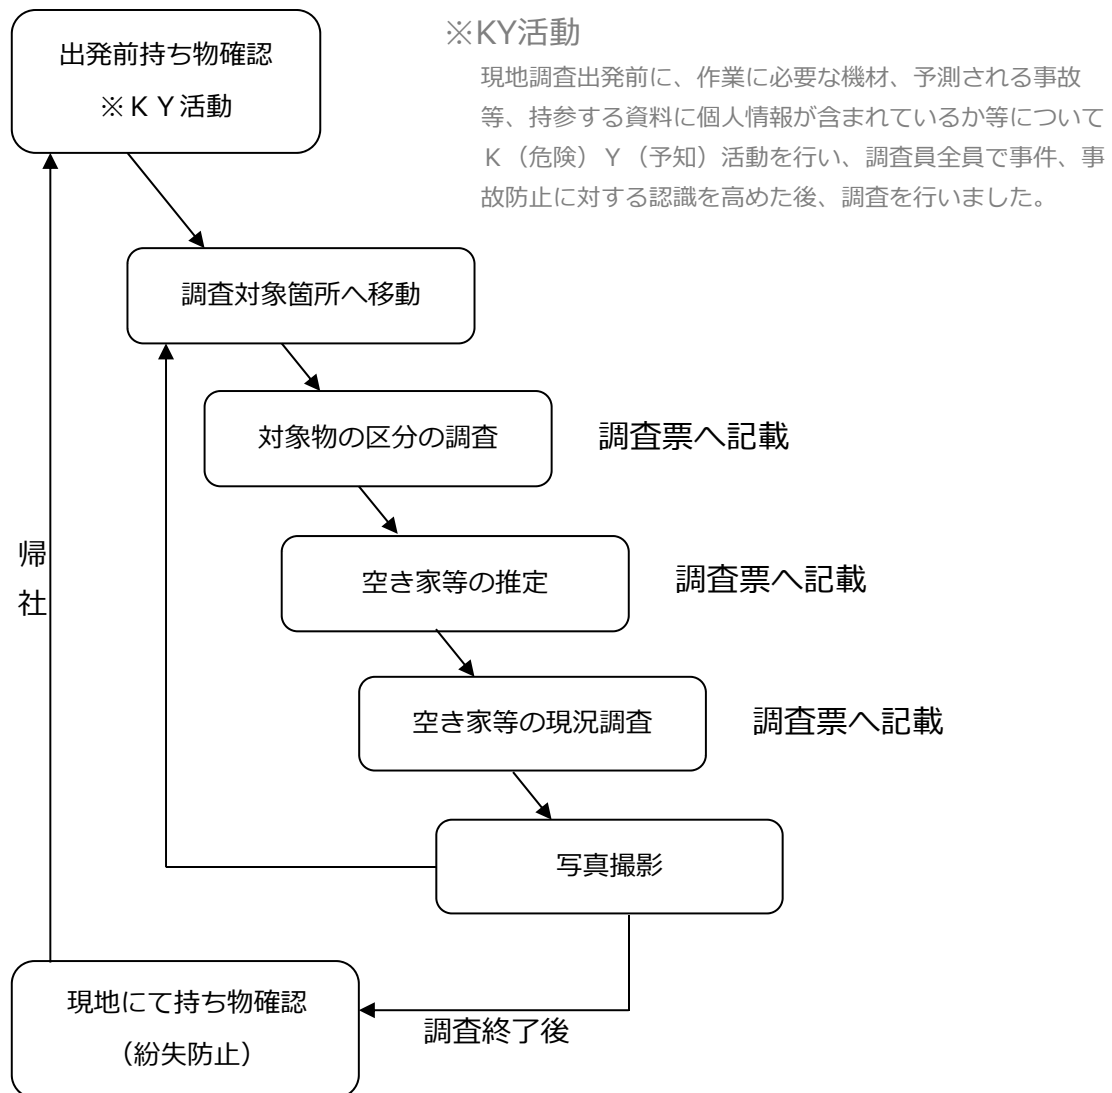 出発前持ち物確認
※ＫＹ活動
※KY活動
現地調査出発前に、作業に必要な機材、予測される事故
等、持参する資料に個人情報が含まれているか等について
Ｋ（危険）Ｙ（予知）活動を行い、調査員全員で事件、事
故防止に対する認識を高めた後、調査を行いました。
調査対象箇所へ移動
対象物の区分の調査
調査票へ記載
空き家等の推定
調査票へ記載
空き家等の現況調査
調査票へ記載
写真撮影
帰
社
現地にて持ち物確認
（紛失防止）
調査終了後